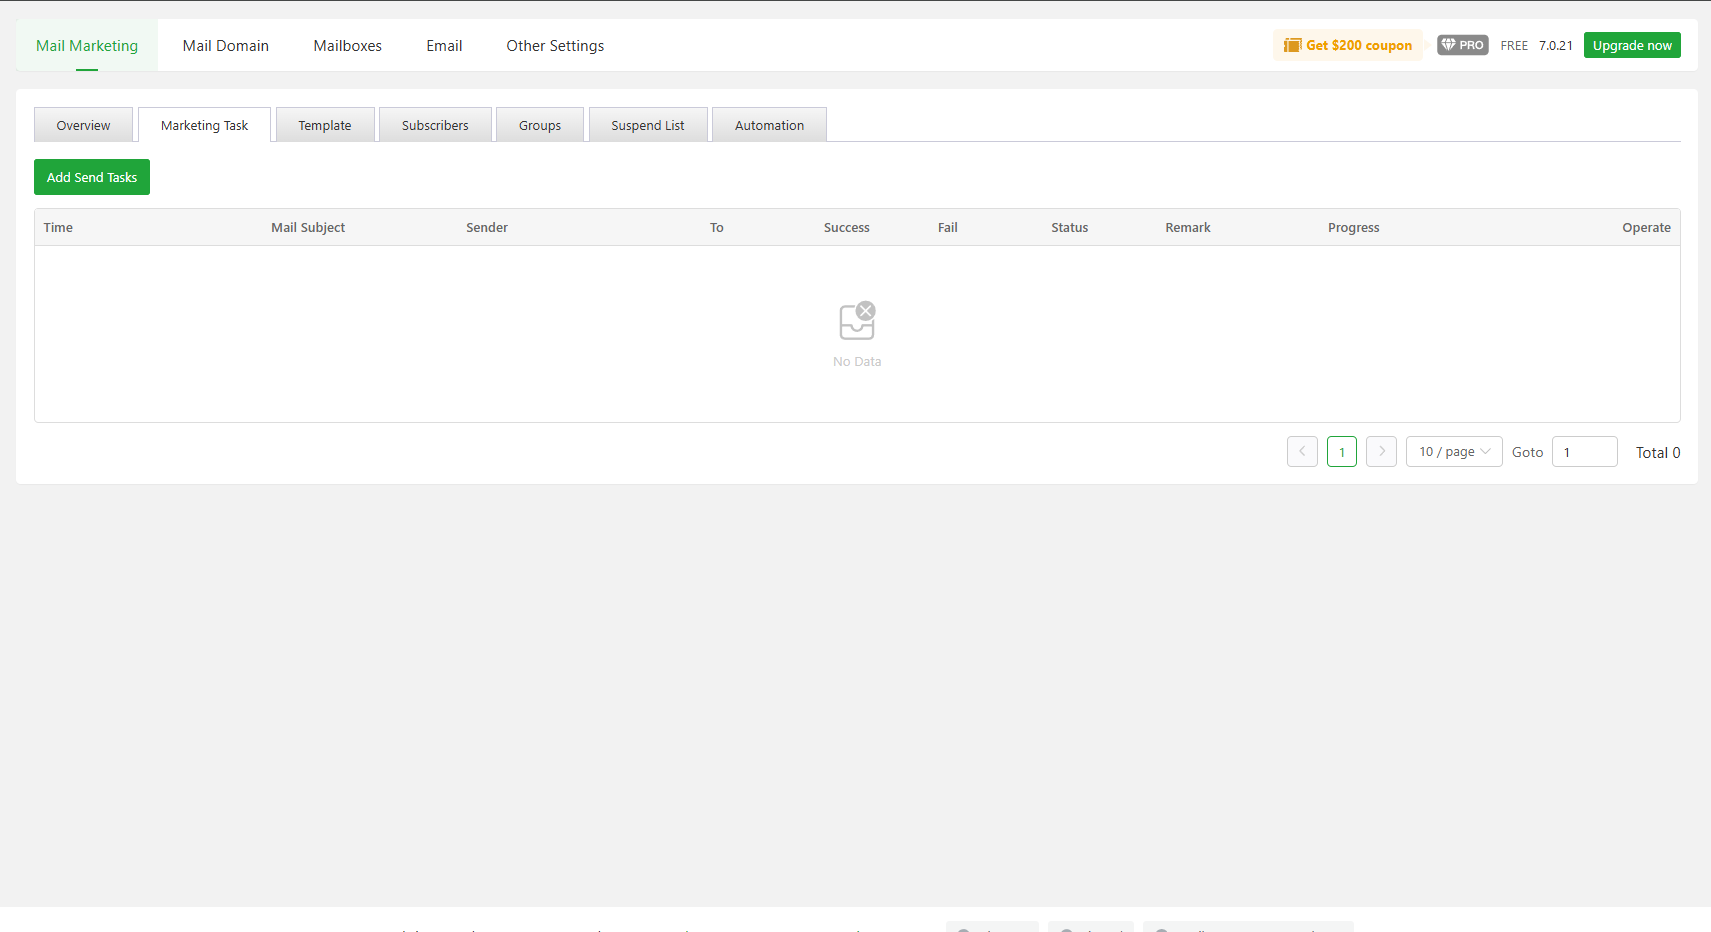 Mail Marketing Mail Domain Mailboxes Email Other Settings Get $200 coupon PRO FREE 7.0.21 Upgrade now
Overview Marketing Task Template Subscribers Groups Suspend List Automation
Add Send Tasks
Time Mail Subject Sender To Success Fail Status Remark Progress Operate
No Data
1 10 / page Goto 1 Total 0